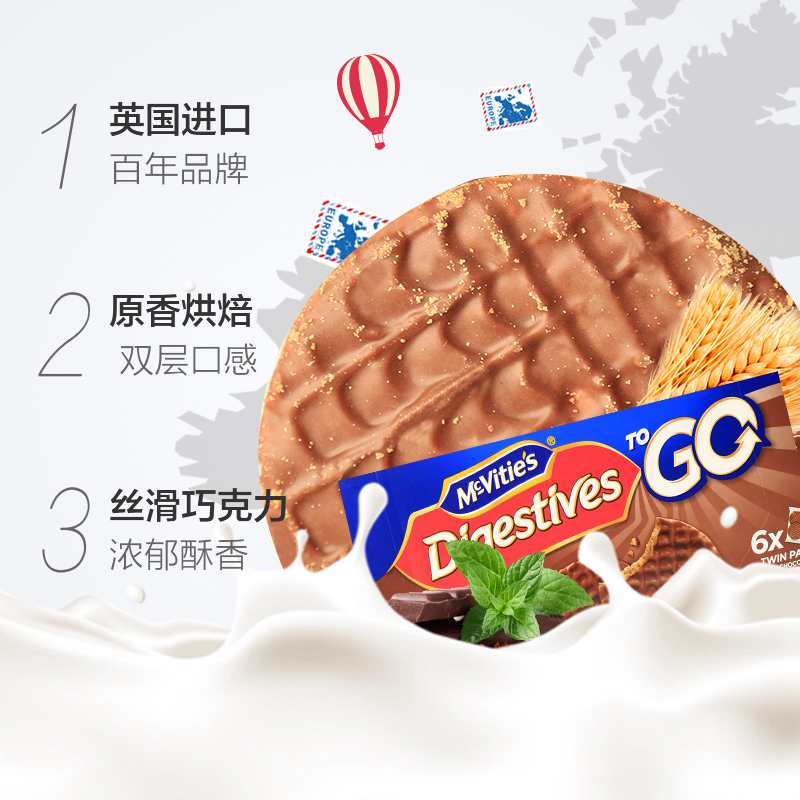 1
英国进口
百年品牌
EUROPE
EUROPE
2
原香烘焙
双层口感
McVitie's®
Digestives
TO
GO
3
丝滑巧克力
浓郁酥香
6x
TWIN